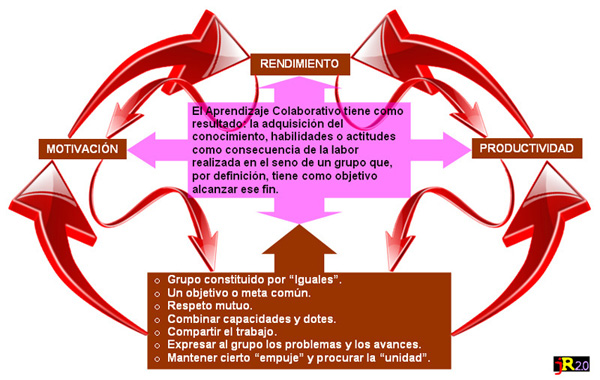 RENDIMIENTO
El Aprendizaje Colaborativo tiene como
resultado: la adquisición del
conocimiento, habilidades o actitudes
como consecuencia de la labor
realizada en el seno de un grupo que,
por definición, tiene como objetivo
alcanzar ese fin.
MOTIVACIÓN
PRODUCTIVIDAD
Grupo constituido por “Iguales”.
Un objetivo o meta común.
Respeto mutuo.
Combinar capacidades y dotes.
Compartir el trabajo.
Expresar al grupo los problemas y los avances.
Mantener cierto “empuje” y procurar la “unidad”.
jR2.0